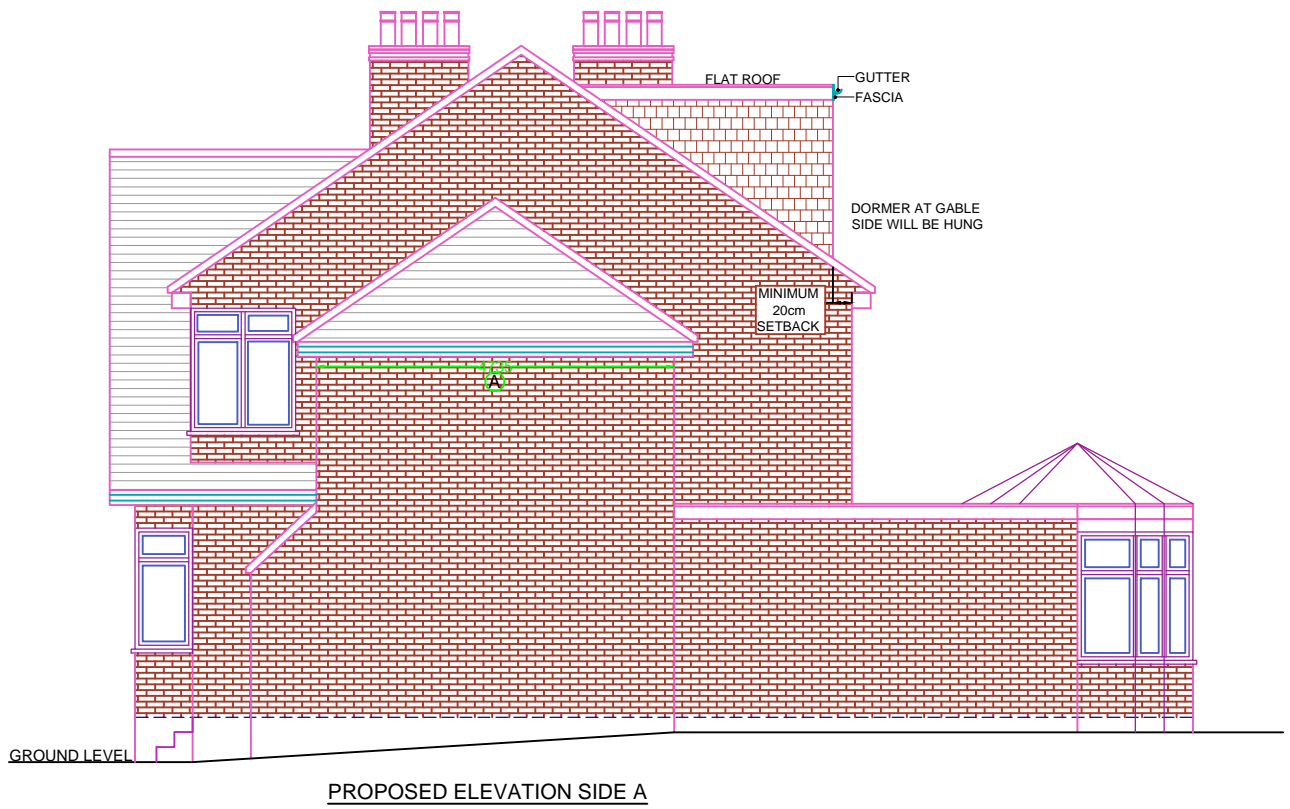 FLAT ROOF
GUTTER
FASCIA
DORMER AT GABLE
SIDE WILL BE HUNG
MINIMUM
20cm
SETBACK
A
GROUND LEVEL
PROPOSED ELEVATION SIDE A